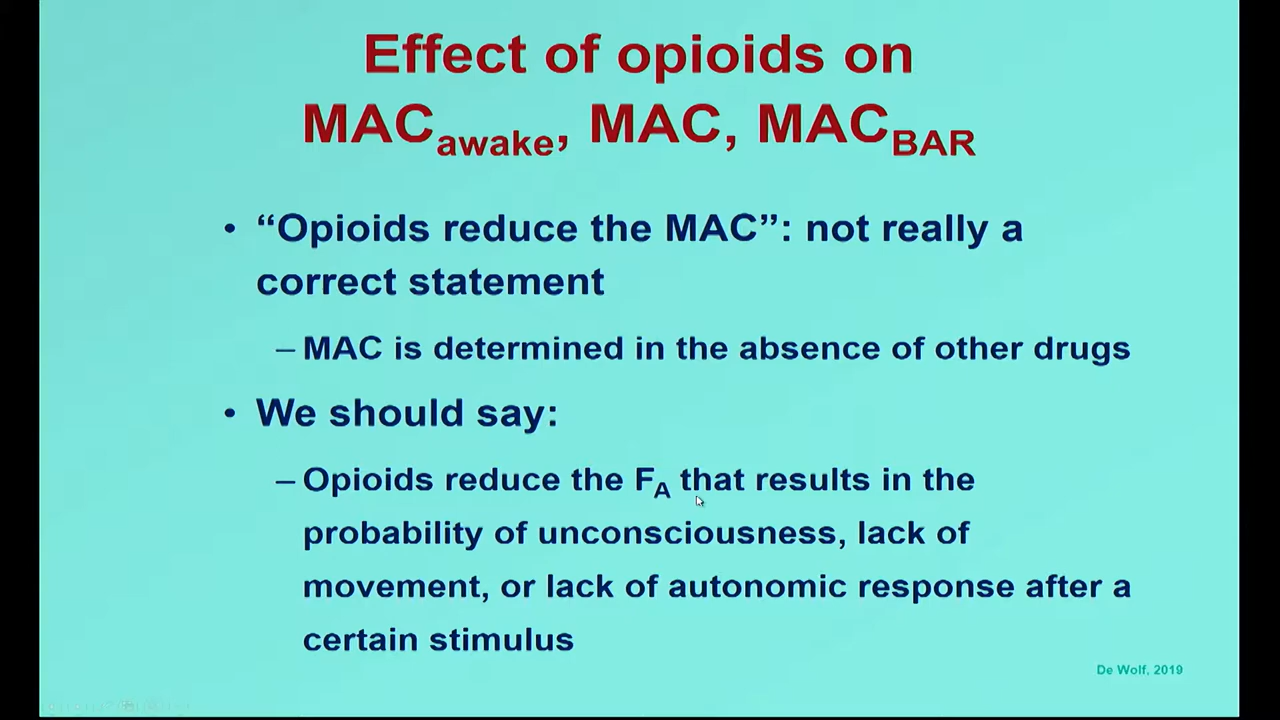 Effect of opioids on
MACawake, MAC, MACBAR
• “Opioids reduce the MAC”: not really a
correct statement
– MAC is determined in the absence of other drugs
• We should say:
– Opioids reduce the FA that results in the
probability of unconsciousness, lack of
movement, or lack of autonomic response after a
certain stimulus
De Wolf, 2019